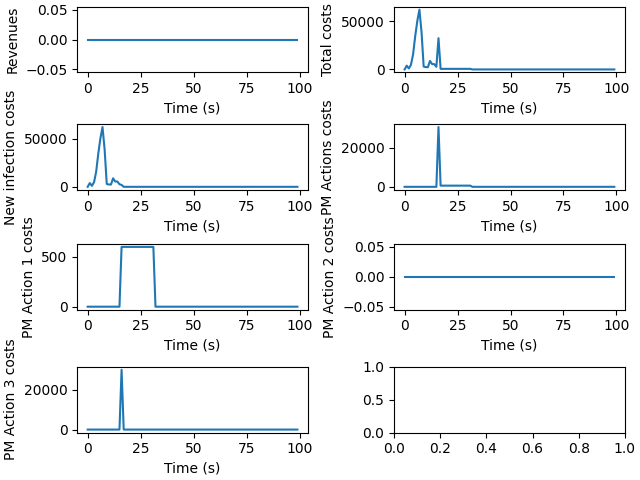 Revenues
0.05
0.00
−0.05
0 25 50 75 100
Time (s)
Total costs
50000
0
0 25 50 75 100
Time (s)
New infection costs
50000
0
0 25 50 75 100
Time (s)
PM Actions costs
20000
0
0 25 50 75 100
Time (s)
PM Action 1 costs
500
0
0 25 50 75 100
Time (s)
PM Action 2 costs
0.05
0.00
−0.05
0 25 50 75 100
Time (s)
PM Action 3 costs
20000
0
0 25 50 75 100
Time (s)
1.0
0.5
0.0
0.0 0.2 0.4 0.6 0.8 1.0